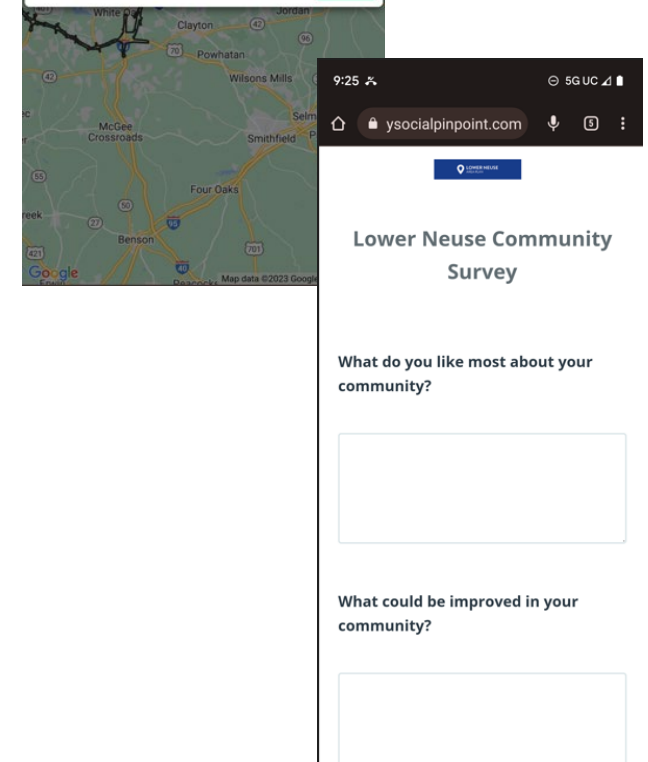 White
Jordan
Clayton
42
70
96
Powhatan
42
Wilsons Mills
McGee
Crossroads
Smithfield
55
Four Oaks
50
27
95
Benson
701
421
40
Google
Map data ©2023 Google
9:25
5G UC
ysocialpinpoint.com
5
LOWER NEUSE
Lower Neuse Community
Survey
What do you like most about your
community?
What could be improved in your
community?